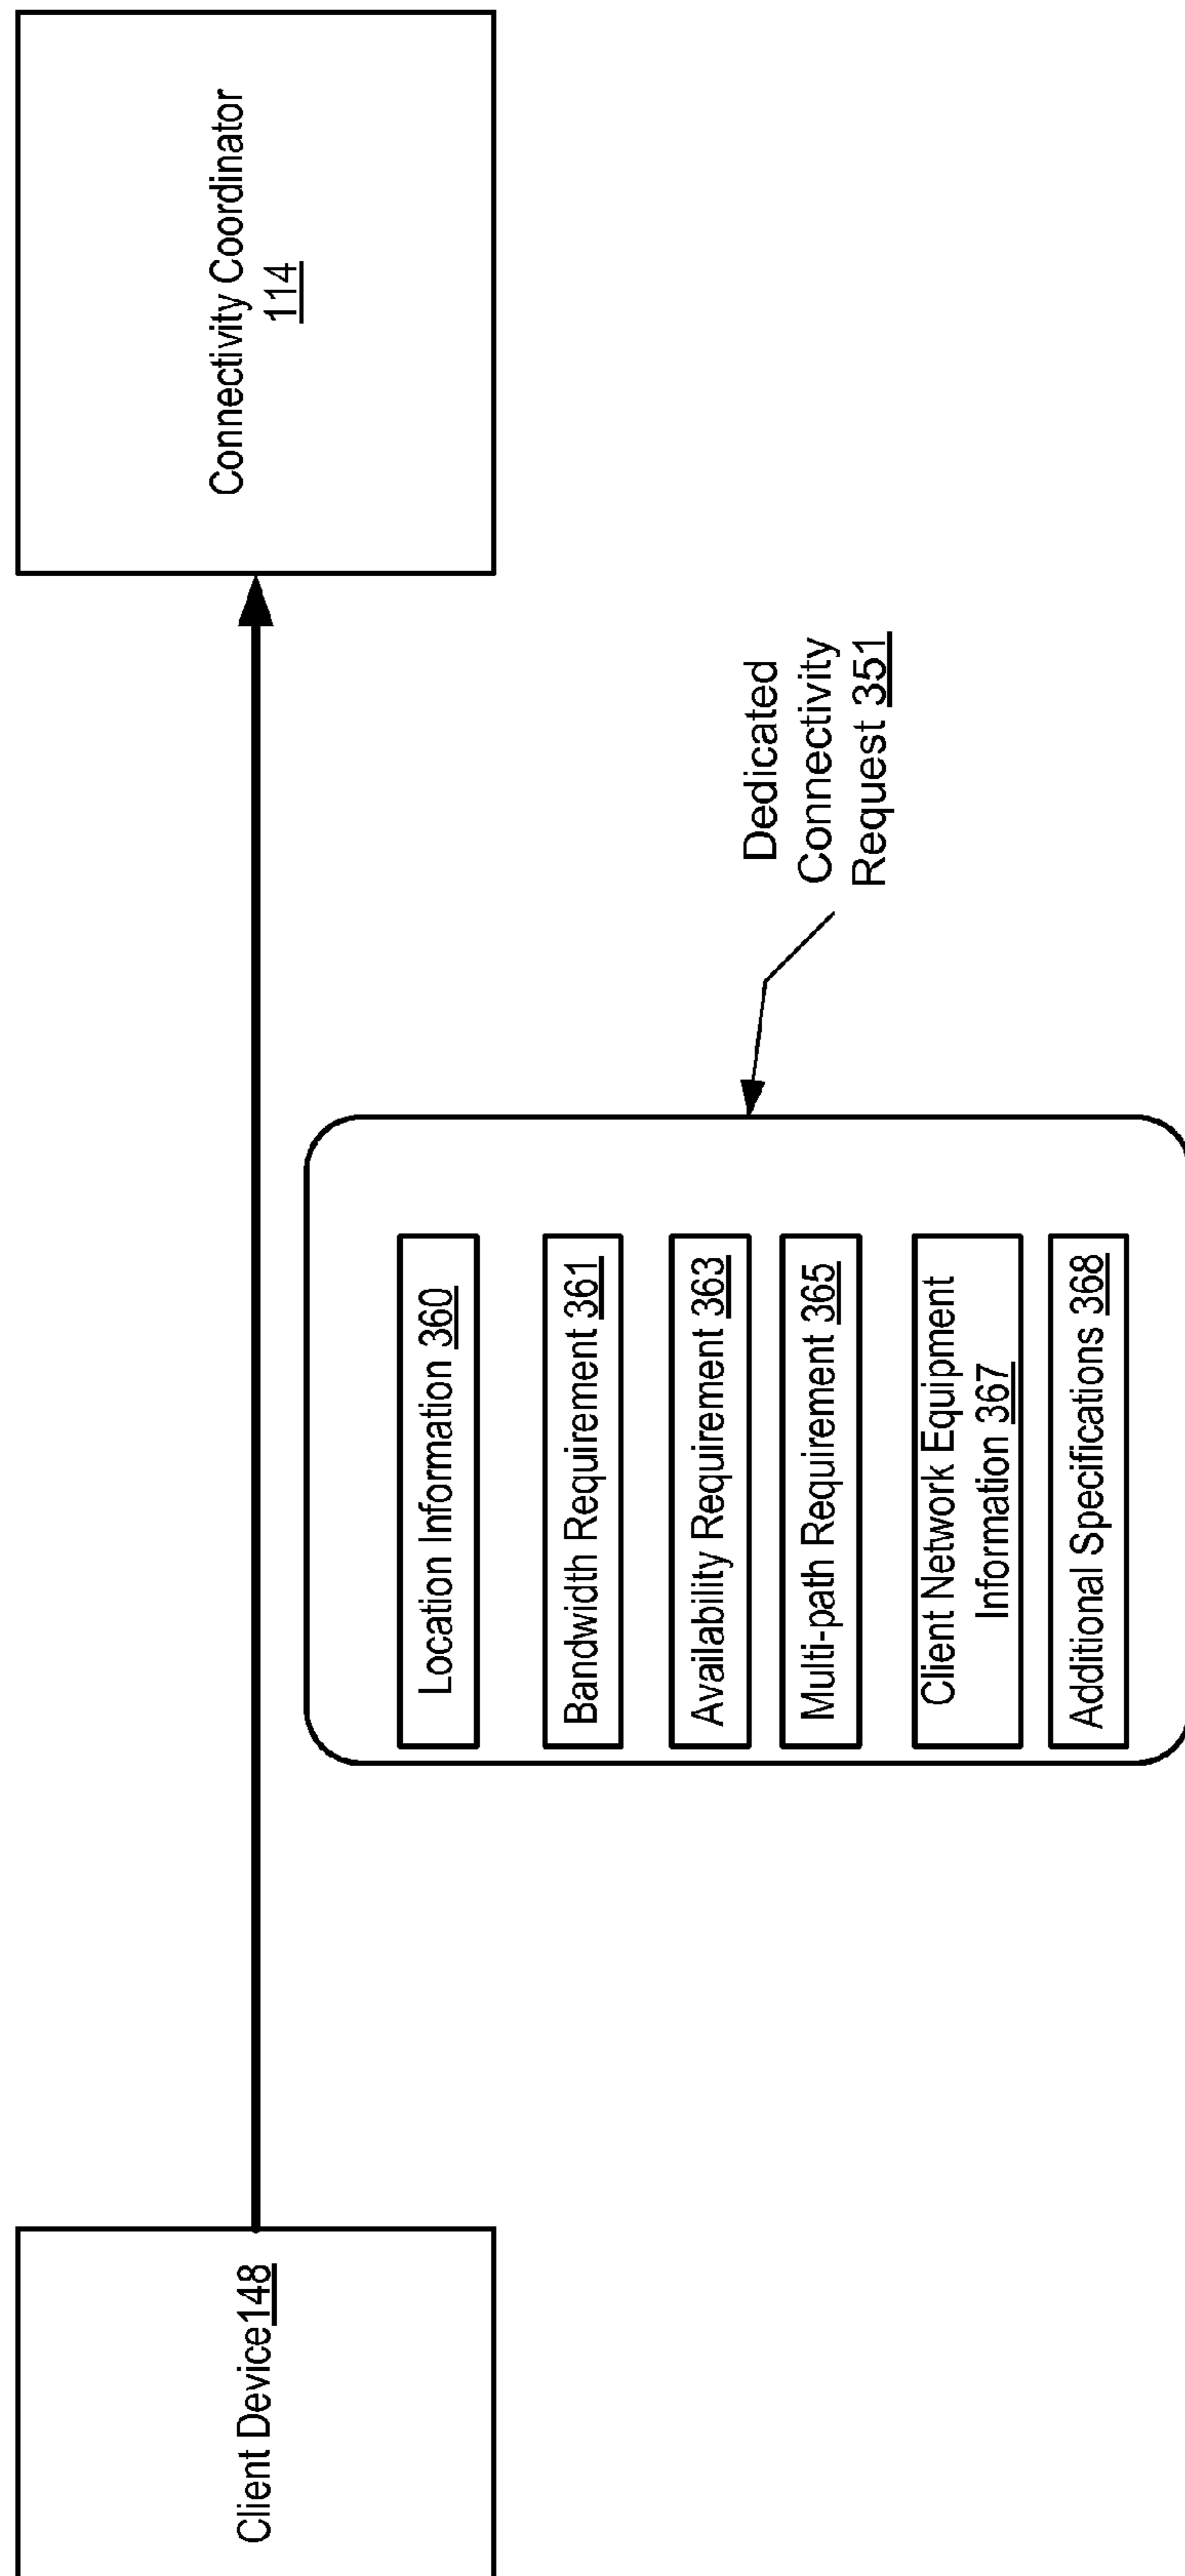 Client Device148
Connectivity Coordinator
114
Location Information 360
Bandwidth Requirement 361
Availability Requirement 363
Multi-path Requirement 365
Client Network Equipment
Information 367
Additional Specifications 368
Dedicated
Connectivity
Request 351